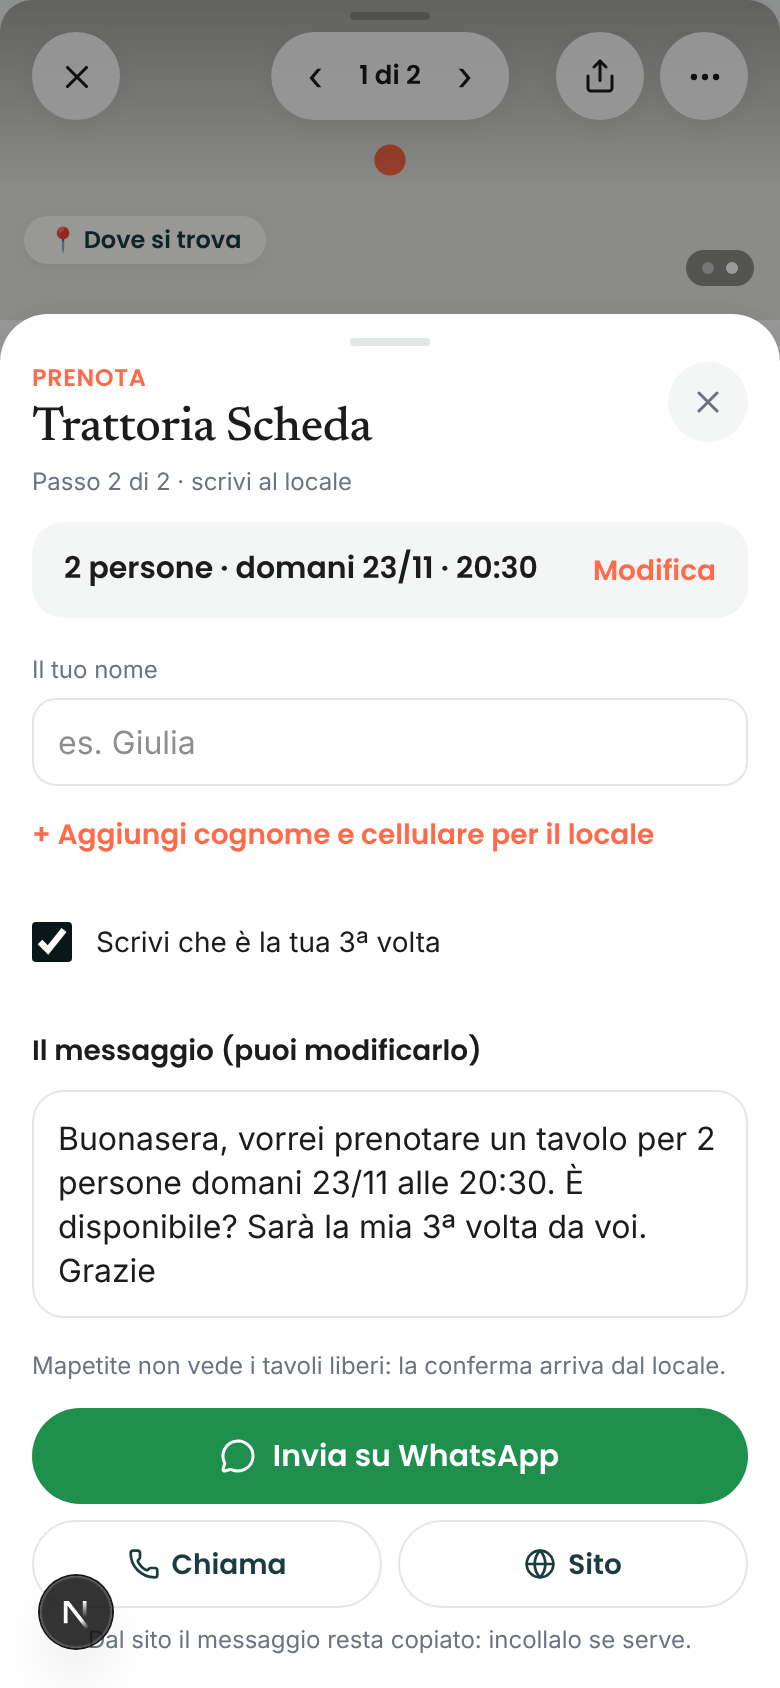 1 di 2
Dove si trova
PRENOTA
Trattoria Scheda
Passo 2 di 2 · scrivi al locale
2 persone · domani 23/11 · 20:30
Modifica
Il tuo nome
es. Giulia
+ Aggiungi cognome e cellulare per il locale
Scrivi che è la tua 3ª volta
Il messaggio (puoi modificarlo)
Buonasera, vorrei prenotare un tavolo per 2
persone domani 23/11 alle 20:30. È
disponibile? Sarà la mia 3ª volta da voi.
Grazie
Mapetite non vede i tavoli liberi: la conferma arriva dal locale.
Invia su WhatsApp
Chiama
Sito
N
Dal sito il messaggio resta copiato: incollalo se serve.